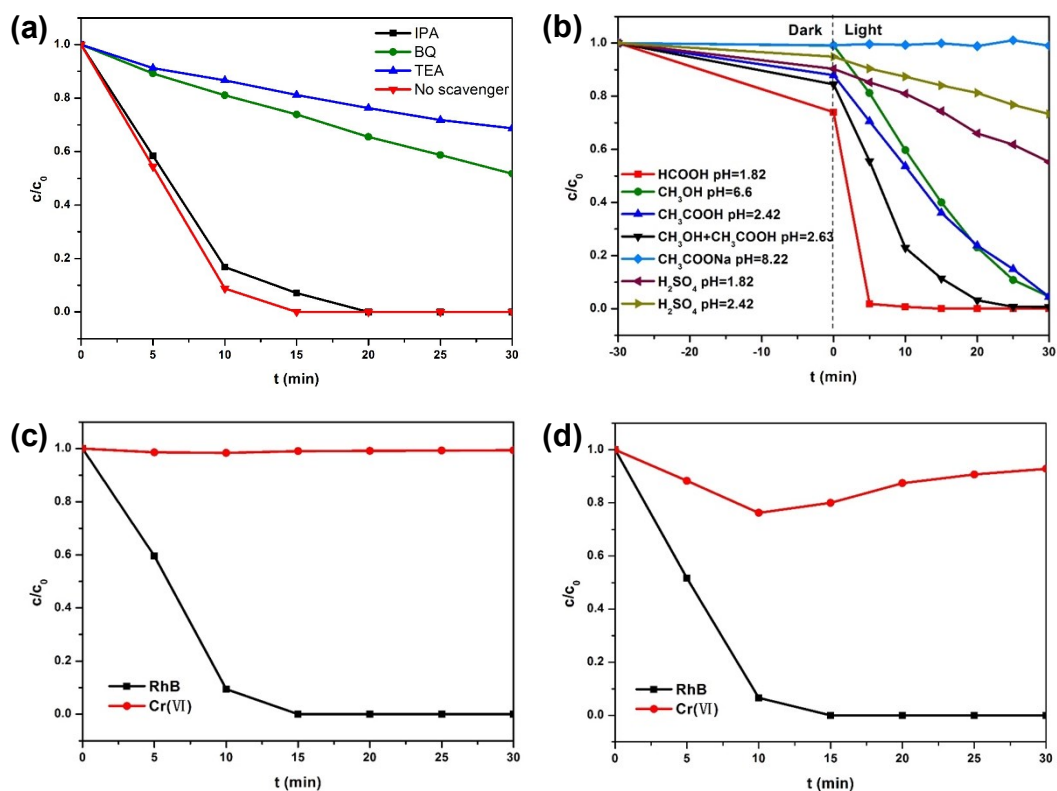 (a)
IPA
BQ
TEA
No scavenger
1.0
0.8
0.6
0.4
0.2
0.0
c/c₀
0 5 10 15 20 25 30
t (min)
(b)
Dark Light
1.0
0.8
0.6
0.4
0.2
0.0
c/c₀
HCOOH pH=1.82
CH₃OH pH=6.6
CH₃COOH pH=2.42
CH₃OH+CH₃COOH pH=2.63
CH₃COONa pH=8.22
H₂SO₄ pH=1.82
H₂SO₄ pH=2.42
-30 -20 -10 0 10 20 30
t (min)
(c)
1.0
0.8
0.6
0.4
0.2
0.0
c/c₀
RhB
Cr(Ⅵ)
0 5 10 15 20 25 30
t (min)
(d)
1.0
0.8
0.6
0.4
0.2
0.0
c/c₀
RhB
Cr(Ⅵ)
0 5 10 15 20 25 30
t (min)